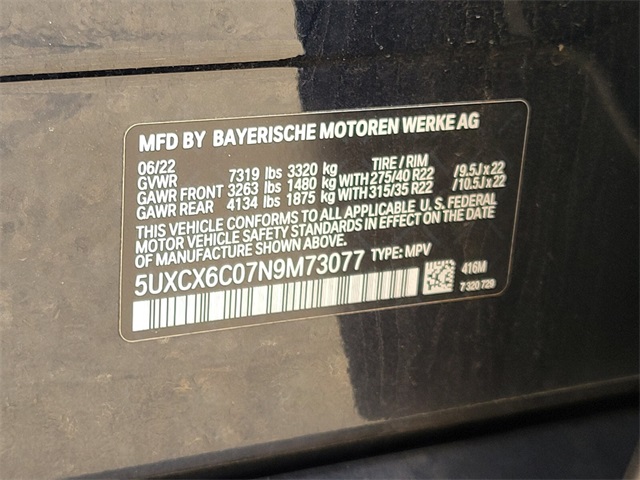 MFD BY BAYERISCHE MOTOREN WERKE AG
06/22 TIRE / RIM
GVWR 7319 lbs 3320 kg
GAWR FRONT 3263 lbs 1480 kg WITH 275/40 R22 /9.5J x 22
GAWR REAR 4134 lbs 1875 kg WITH 315/35 R22 /10.5J x 22
THIS VEHICLE CONFORMS TO ALL APPLICABLE U. S. FEDERAL
MOTOR VEHICLE SAFETY STANDARDS IN EFFECT ON THE DATE
OF MANUFACTURE SHOWN ABOVE.
5UXCX6C07N9M73077 TYPE: MPV
416M
7 320 729